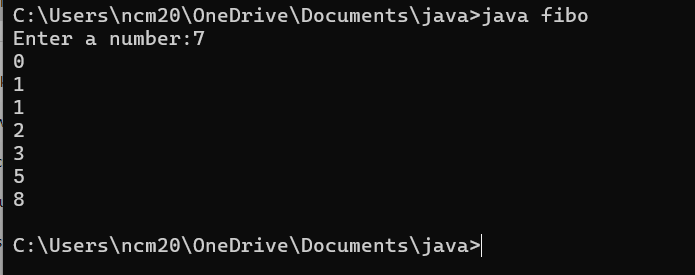 C:\Users\ncm20\OneDrive\Documents\java>java fibo
Enter a number:7
0
1
1
2
3
5
8
C:\Users\ncm20\OneDrive\Documents\java>